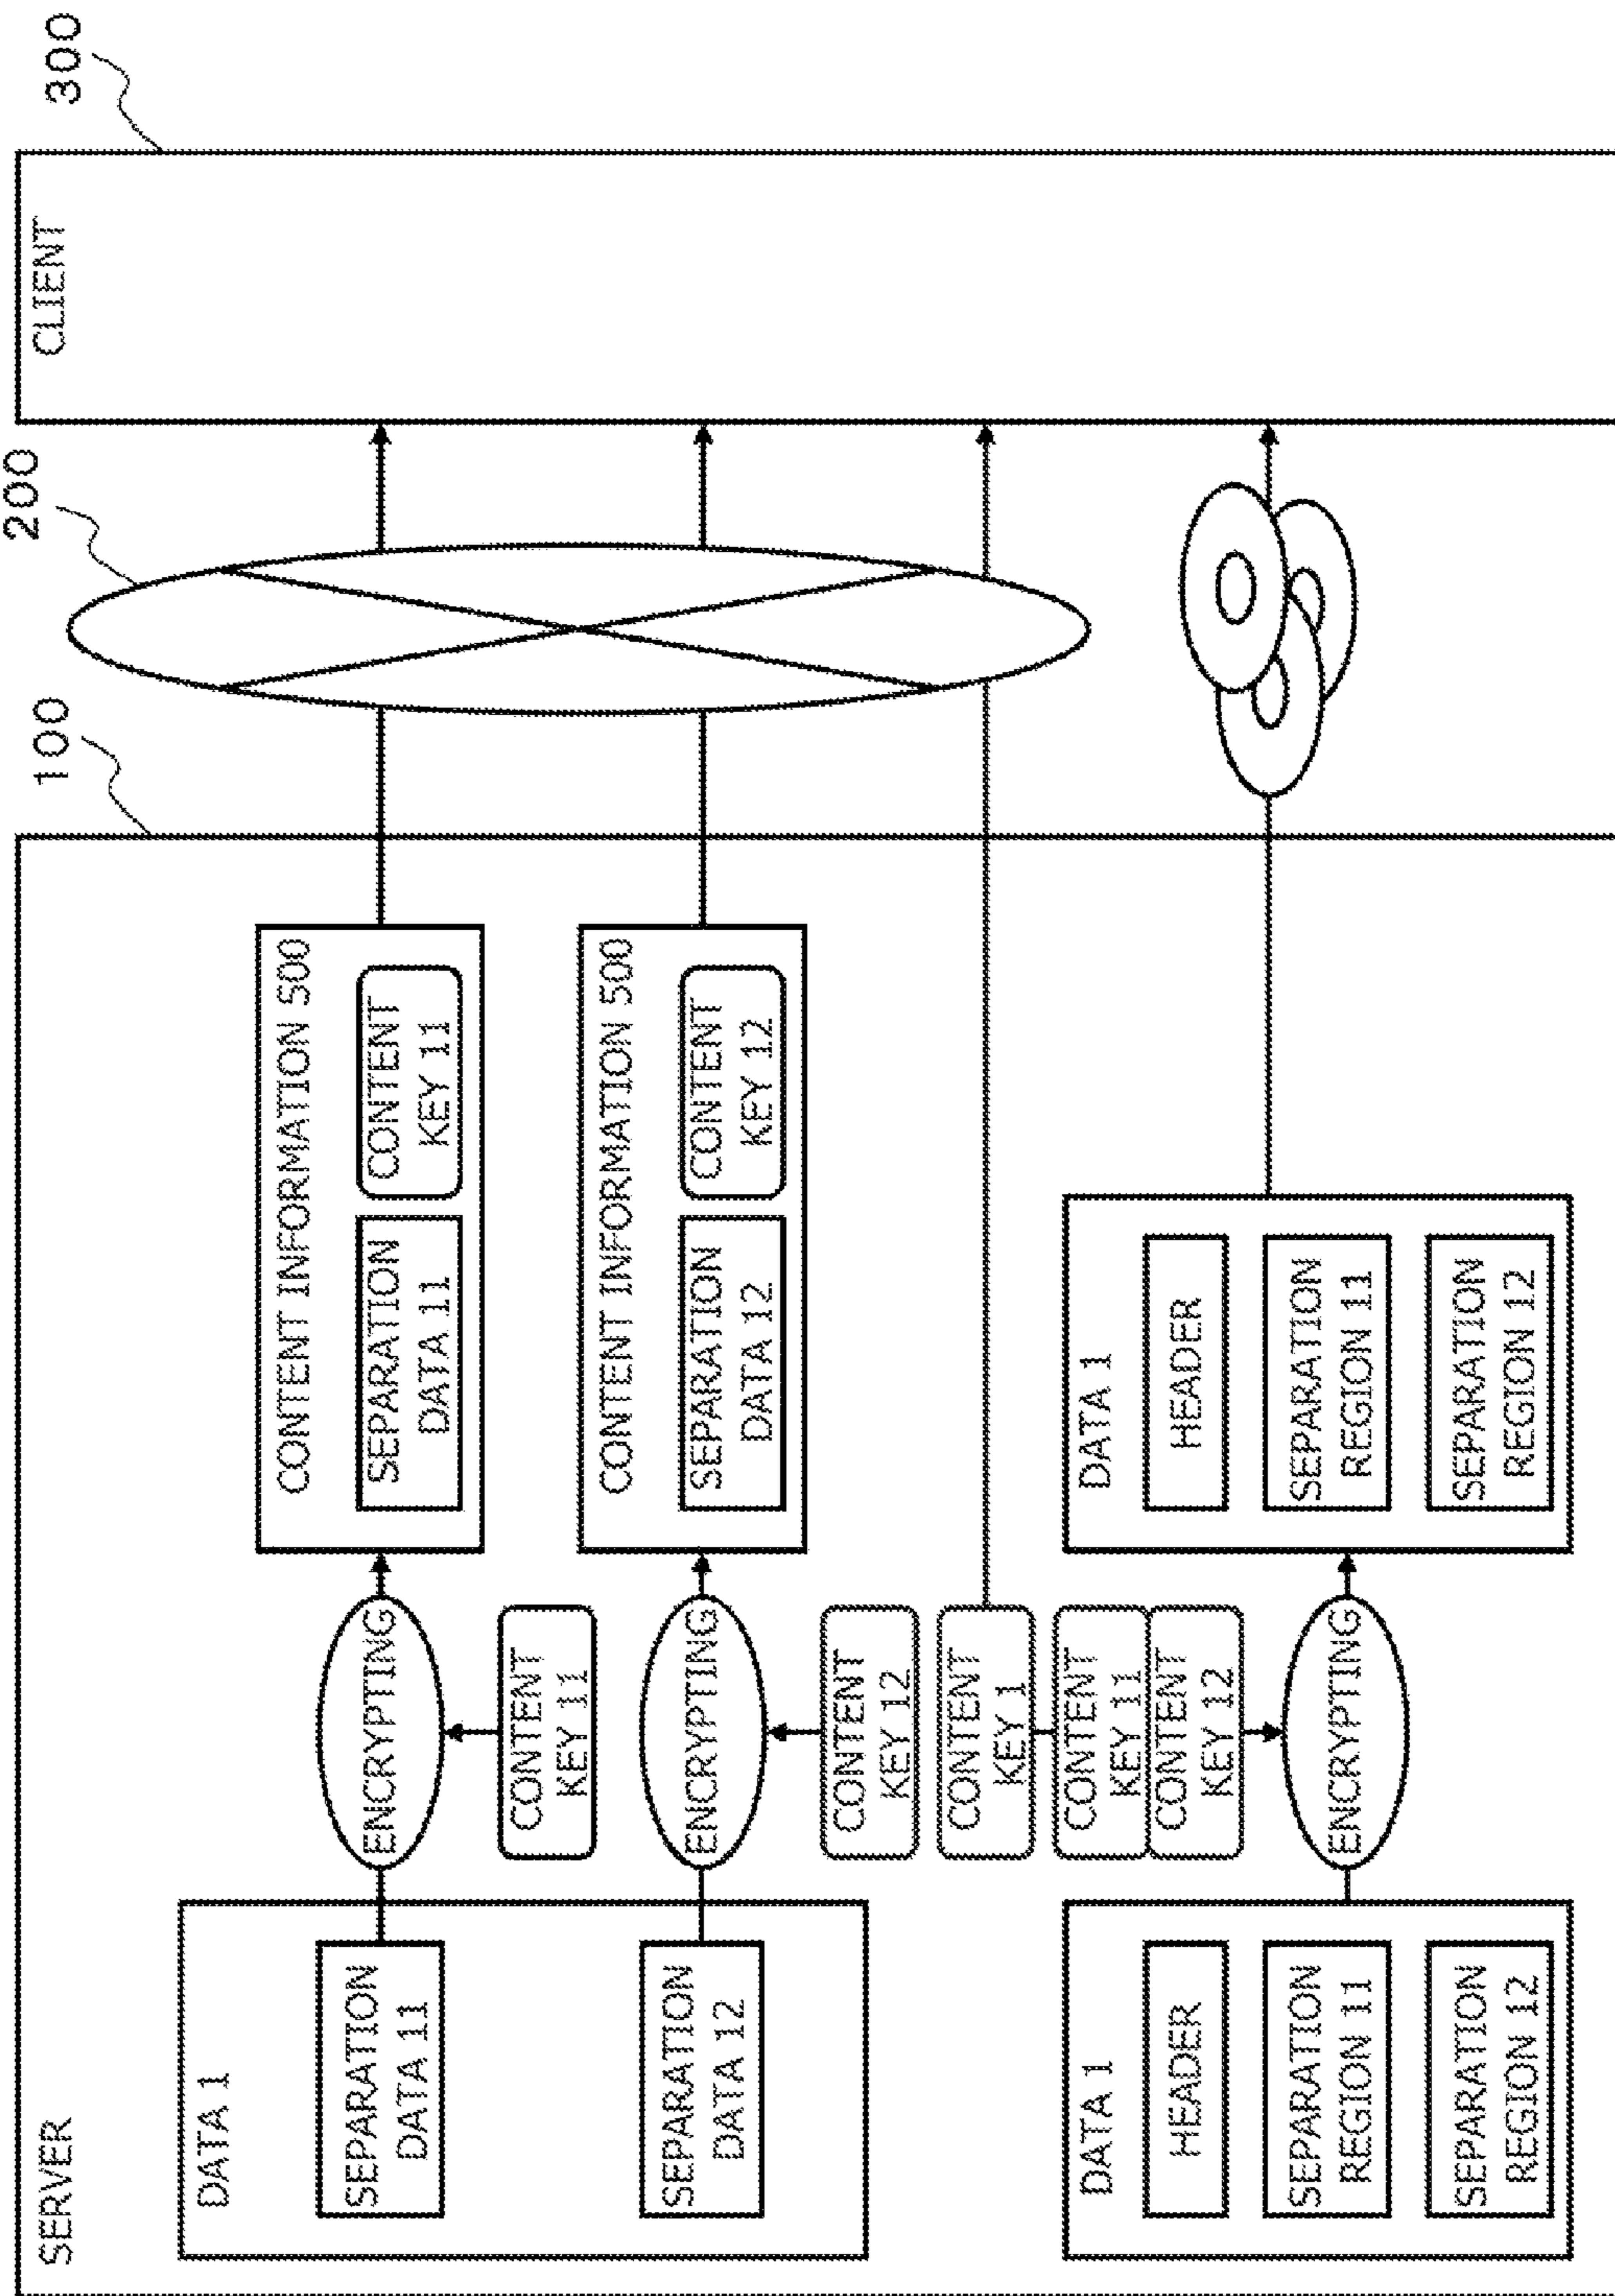 SERVER
100
200
300
CLIENT
DATA 1
SEPARATION
DATA 11
ENCRYPTING
CONTENT INFORMATION 500
SEPARATION
DATA 11
CONTENT
KEY 11
CONTENT
KEY 11
SEPARATION
DATA 12
ENCRYPTING
CONTENT INFORMATION 500
SEPARATION
DATA 12
CONTENT
KEY 12
CONTENT
KEY 12
CONTENT
KEY 1
CONTENT
KEY 11
CONTENT
KEY 12
DATA 1
HEADER
SEPARATION
REGION 11
SEPARATION
REGION 12
ENCRYPTING
DATA 1
HEADER
SEPARATION
REGION 11
SEPARATION
REGION 12